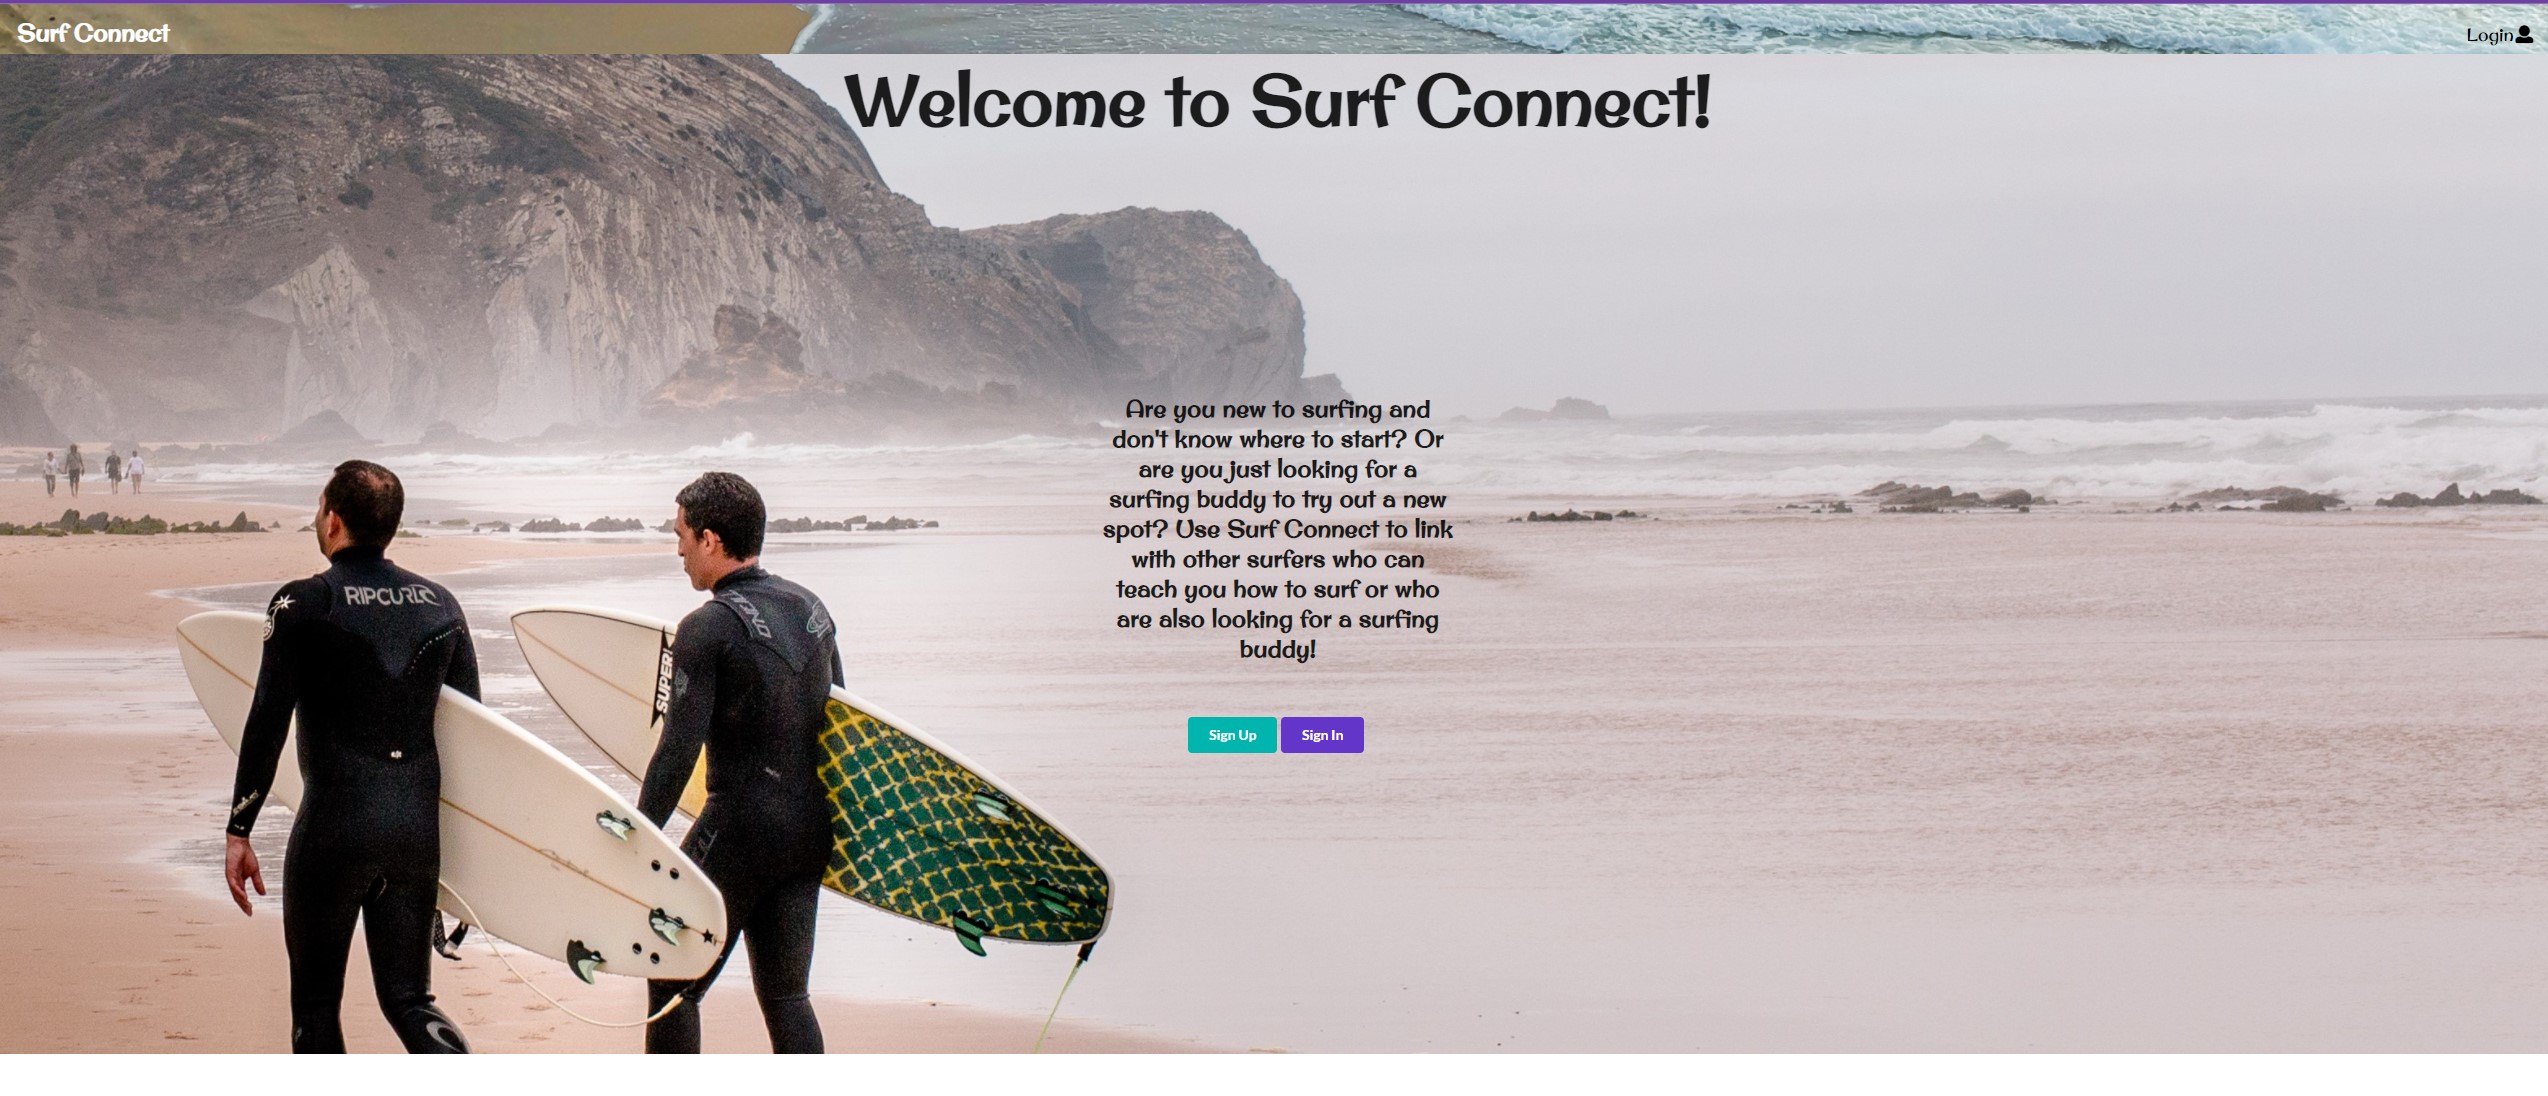 Surf Connect
Login
Welcome to Surf Connect!
Are you new to surfing and
don't know where to start? Or
are you just looking for a
surfing buddy to try out a new
spot? Use Surf Connect to link
with other surfers who can
teach you how to surf or who
are also looking for a surfing
buddy!
RIPCURL
SUPER
Sign Up
Sign In